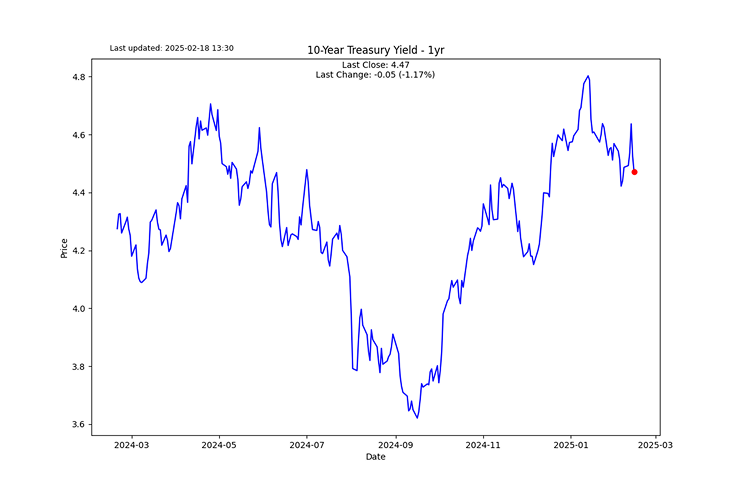 Last updated: 2025-02-18 13:30
10-Year Treasury Yield - 1yr
Last Close: 4.47
Last Change: -0.05 (-1.17%)
4.8
4.6
4.4
4.2
4.0
3.8
3.6
Price
2024-03
2024-05
2024-07
2024-09
2024-11
2025-01
2025-03
Date